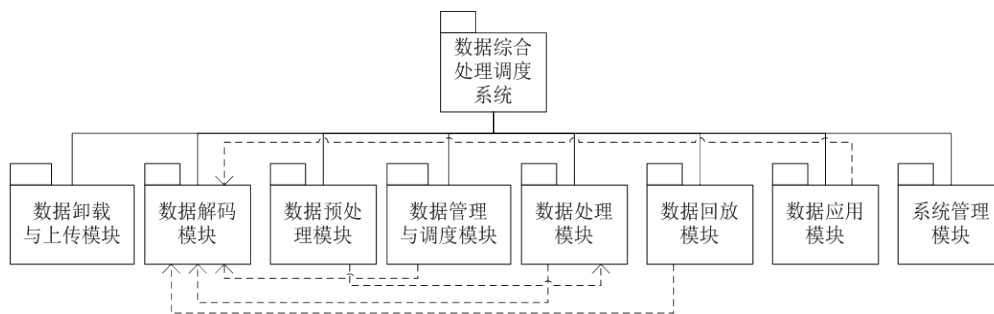 数据综合
处理调度
系统
数据卸载
与上传模块
数据解码
模块
数据预处
理模块
数据管理
与调度模块
数据处理
模块
数据回放
模块
数据应用
模块
系统管理
模块